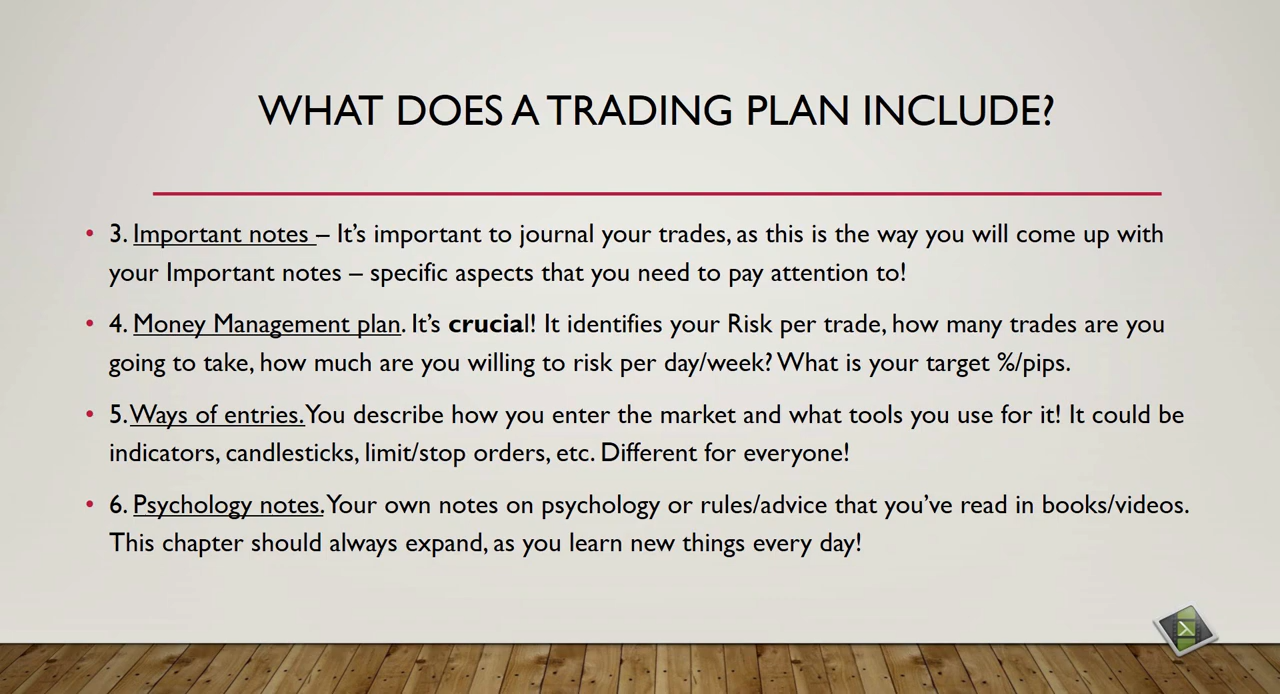 WHAT DOES A TRADING PLAN INCLUDE?
• 3. Important notes – It’s important to journal your trades, as this is the way you will come up with
your Important notes – specific aspects that you need to pay attention to!
• 4. Money Management plan. It’s crucial! It identifies your Risk per trade, how many trades are you
going to take, how much are you willing to risk per day/week? What is your target %/pips.
• 5. Ways of entries. You describe how you enter the market and what tools you use for it! It could be
indicators, candlesticks, limit/stop orders, etc. Different for everyone!
• 6. Psychology notes. Your own notes on psychology or rules/advice that you’ve read in books/videos.
This chapter should always expand, as you learn new things every day!